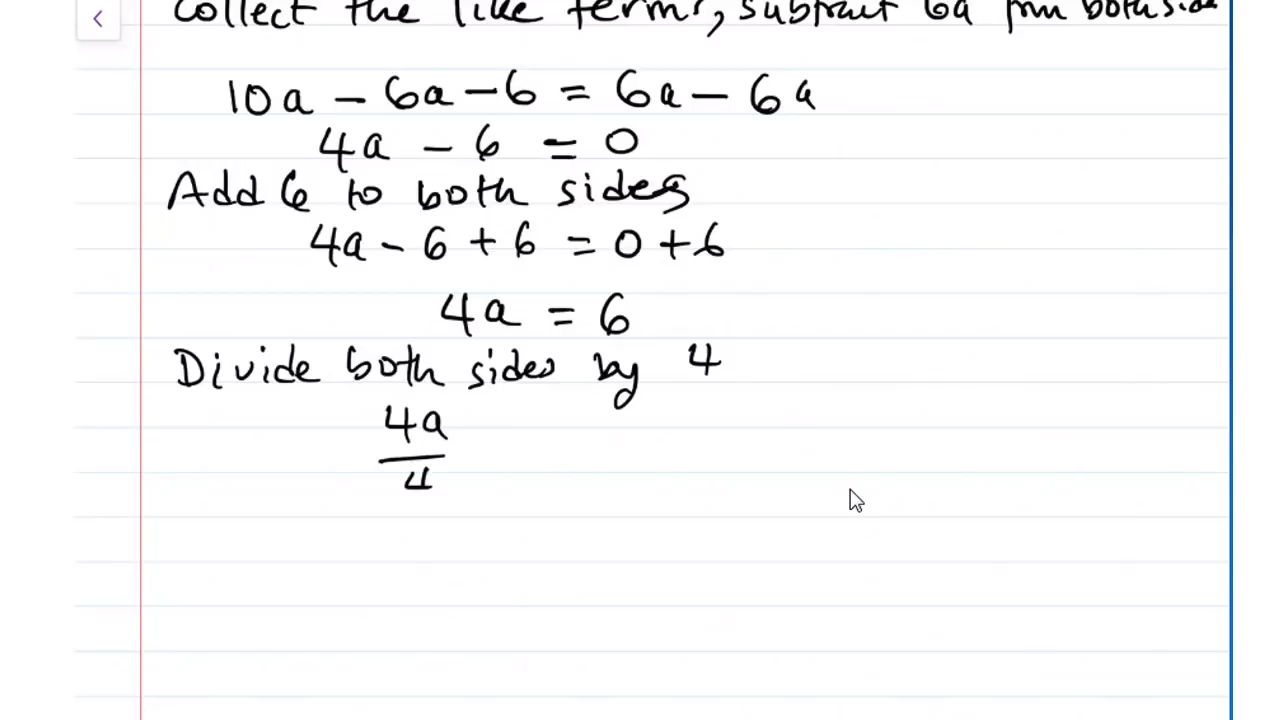 Collect the like terms, subtract 6a from both side
10a - 6a - 6 = 6a - 6a
4a - 6 = 0
Add 6 to both sides
4a - 6 + 6 = 0 + 6
4a = 6
Divide both sides by 4
4a
4